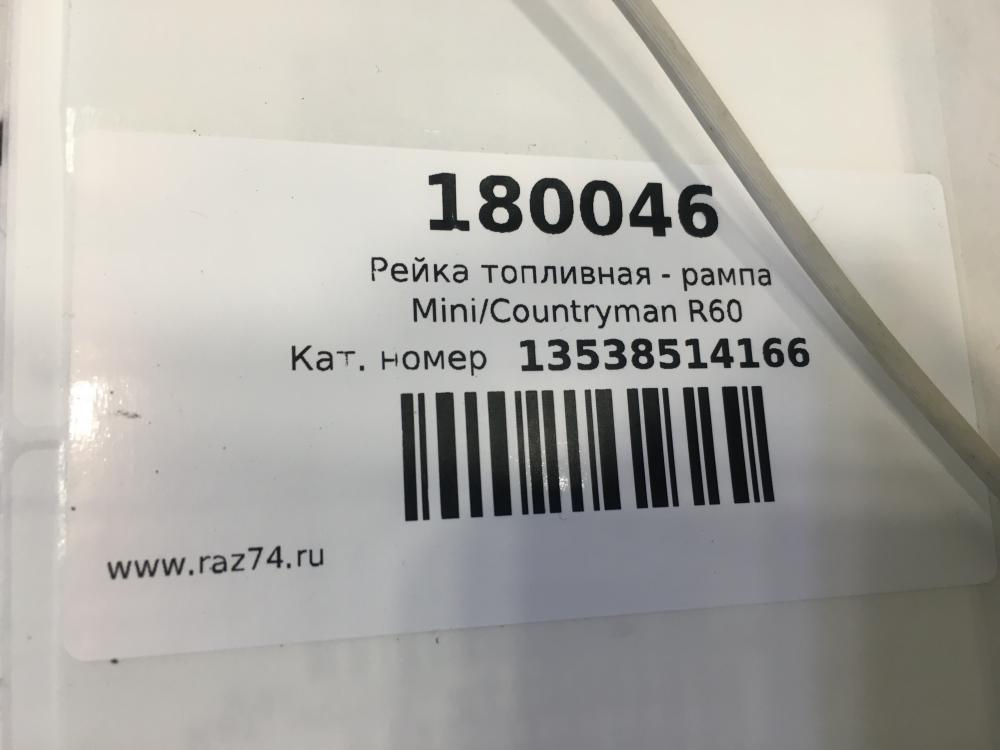 180046
Рейка топливная - рампа
Mini/Countryman R60
Кат. номер 13538514166
www.raz74.ru